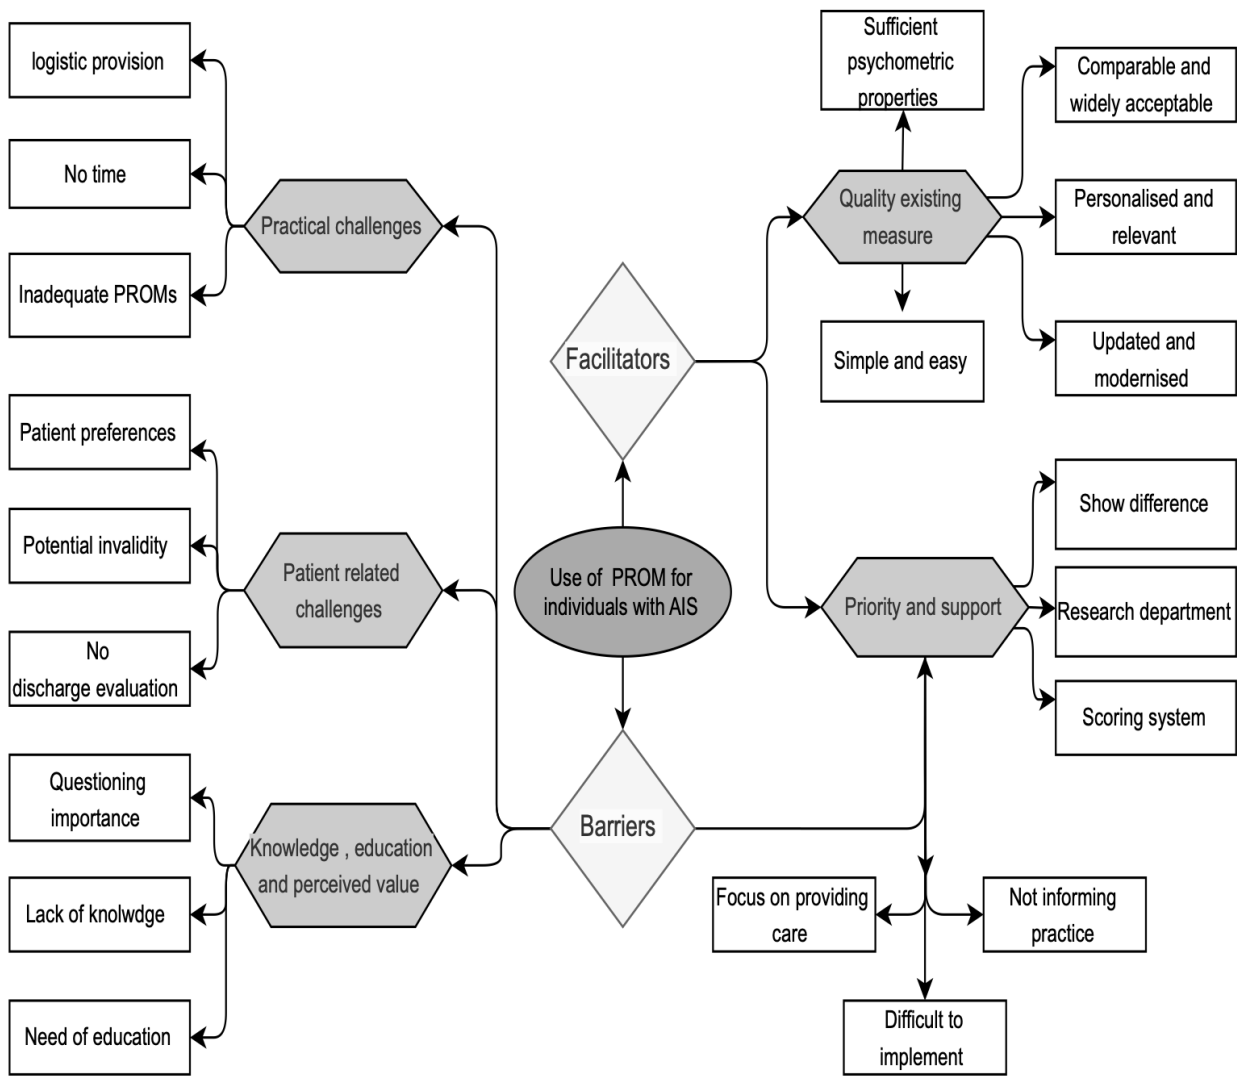 logistic provision
No time
Inadequate PROMs
Practical challenges
Patient preferences
Potential invalidity
No
discharge evaluation
Patient related
challenges
Questioning
importance
Lack of knolwdge
Need of education
Knowledge , education
and perceived value
Facilitators
Use of  PROM for
individuals with AIS
Barriers
Sufficient
psychometric
properties
Comparable and
widely acceptable
Quality existing
measure
Personalised and
relevant
Simple and easy
Updated and
modernised
Show difference
Priority and support
Research department
Scoring system
Focus on providing
care
Not informing
practice
Difficult to
implement